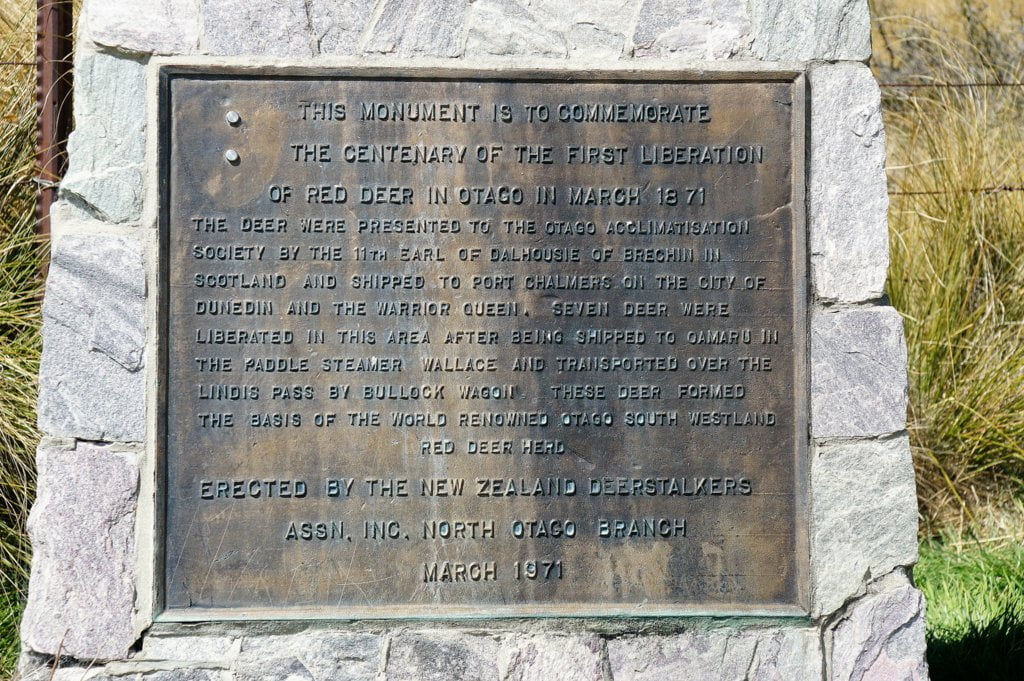 THIS MONUMENT IS TO COMMEMORATE
THE CENTENARY OF THE FIRST LIBERATION
OF RED DEER IN OTAGO IN MARCH 1871
THE DEER WERE PRESENTED TO THE OTAGO ACCLIMATISATION
SOCIETY BY THE 11TH EARL OF DALHOUSIE OF BRECHIN IN
SCOTLAND AND SHIPPED TO PORT CHALMERS ON THE CITY OF
DUNEDIN AND THE WARRIOR QUEEN. SEVEN DEER WERE
LIBERATED IN THIS AREA AFTER BEING SHIPPED TO OAMARU IN
THE PADDLE STEAMER WALLACE AND TRANSPORTED OVER THE
LINDIS PASS BY BULLOCK WAGON THESE DEER FORMED
THE BASIS OF THE WORLD RENOWNED OTAGO SOUTH WESTLAND
RED DEER HERD
ERECTED BY THE NEW ZEALAND DEERSTALKERS
ASSN, INC. NORTH OTAGO BRANCH
MARCH 1971